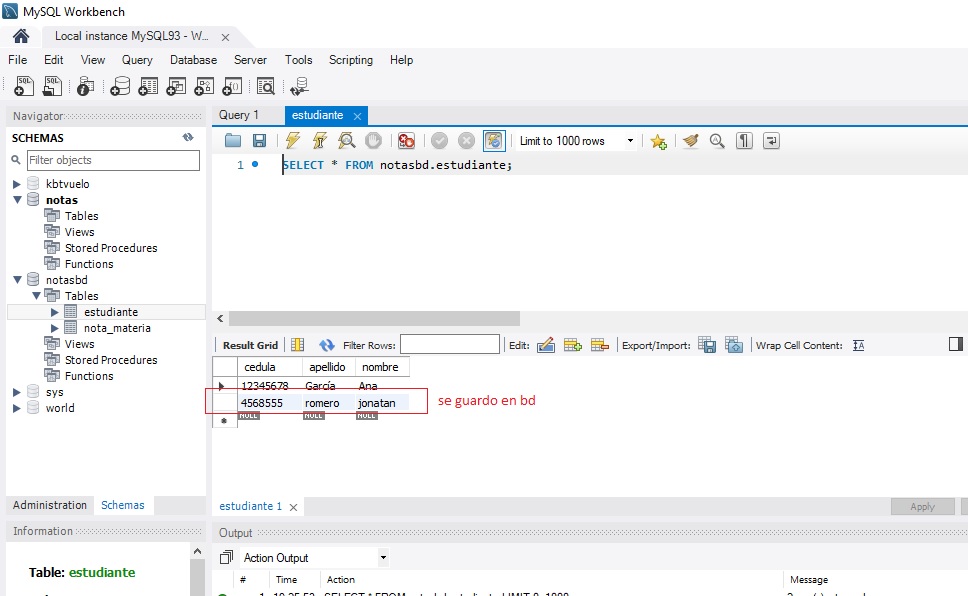 MySQL Workbench
Local instance MySQL93 - W...
File Edit View Query Database Server Tools Scripting Help
Navigator
SCHEMAS
Filter objects
kbtvuelo
notas
Tables
Views
Stored Procedures
Functions
notasbd
Tables
estudiante
nota_materia
Views
Stored Procedures
Functions
sys
world
Administration Schemas
Information
Table: estudiante
Query 1 estudiante
Limit to 1000 rows
1 SELECT * FROM notasbd.estudiante;
Result Grid Filter Rows: Edit: Export/Import: Wrap Cell Content:
cedula apellido nombre
12345678 García Ana
4568555 romero jonatan
NULL NULL NULL
se guardo en bd
estudiante 1
Apply
Output
Action Output
# Time Action Message